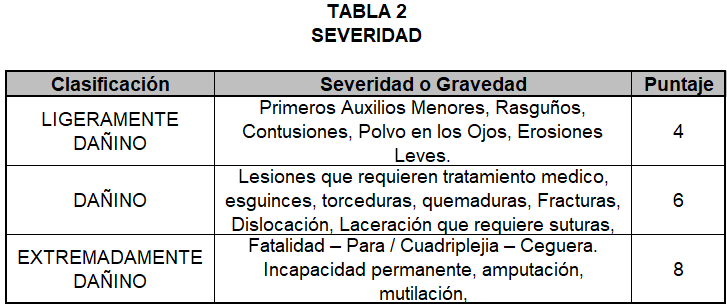 TABLA 2
SEVERIDAD
Clasificación Severidad o Gravedad Puntaje
LIGERAMENTE DAÑINO Primeros Auxilios Menores, Rasguños, Contusiones, Polvo en los Ojos, Erosiones Leves. 4
DAÑINO Lesiones que requieren tratamiento medico, esguinces, torceduras, quemaduras, Fracturas, Dislocación, Laceración que requiere suturas, 6
EXTREMADAMENTE DAÑINO Fatalidad – Para / Cuadriplejia – Ceguera. Incapacidad permanente, amputación, mutilación, 8